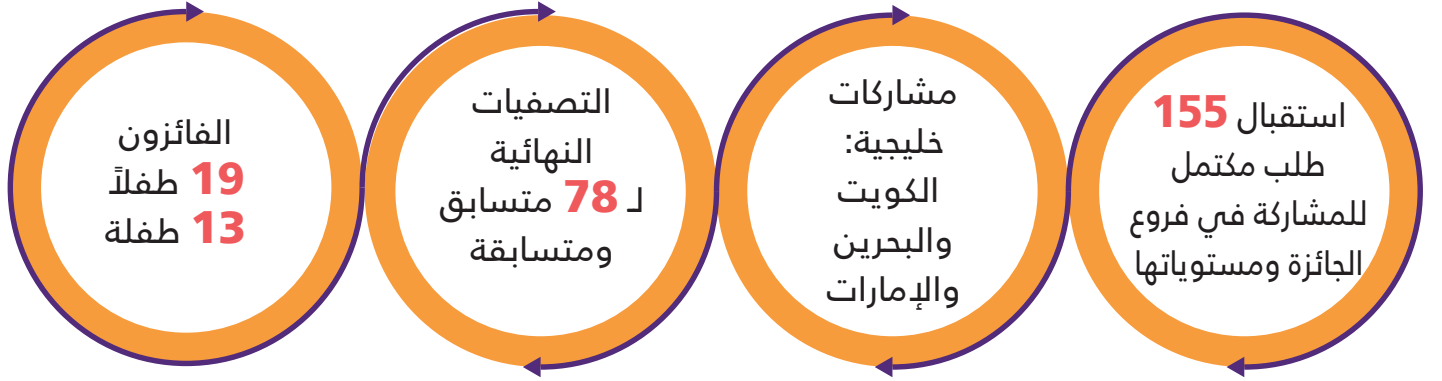 استقبال 155
طلب مكتمل
للمشاركة في فروع
الجائزة ومستوياتها
مشاركات
خليجية:
الكويت
والبحرين
والإمارات
التصفيات
النهائية
لـ 78 متسابق
ومتسابقة
الفائزون
19 طفلاً
13 طفلة